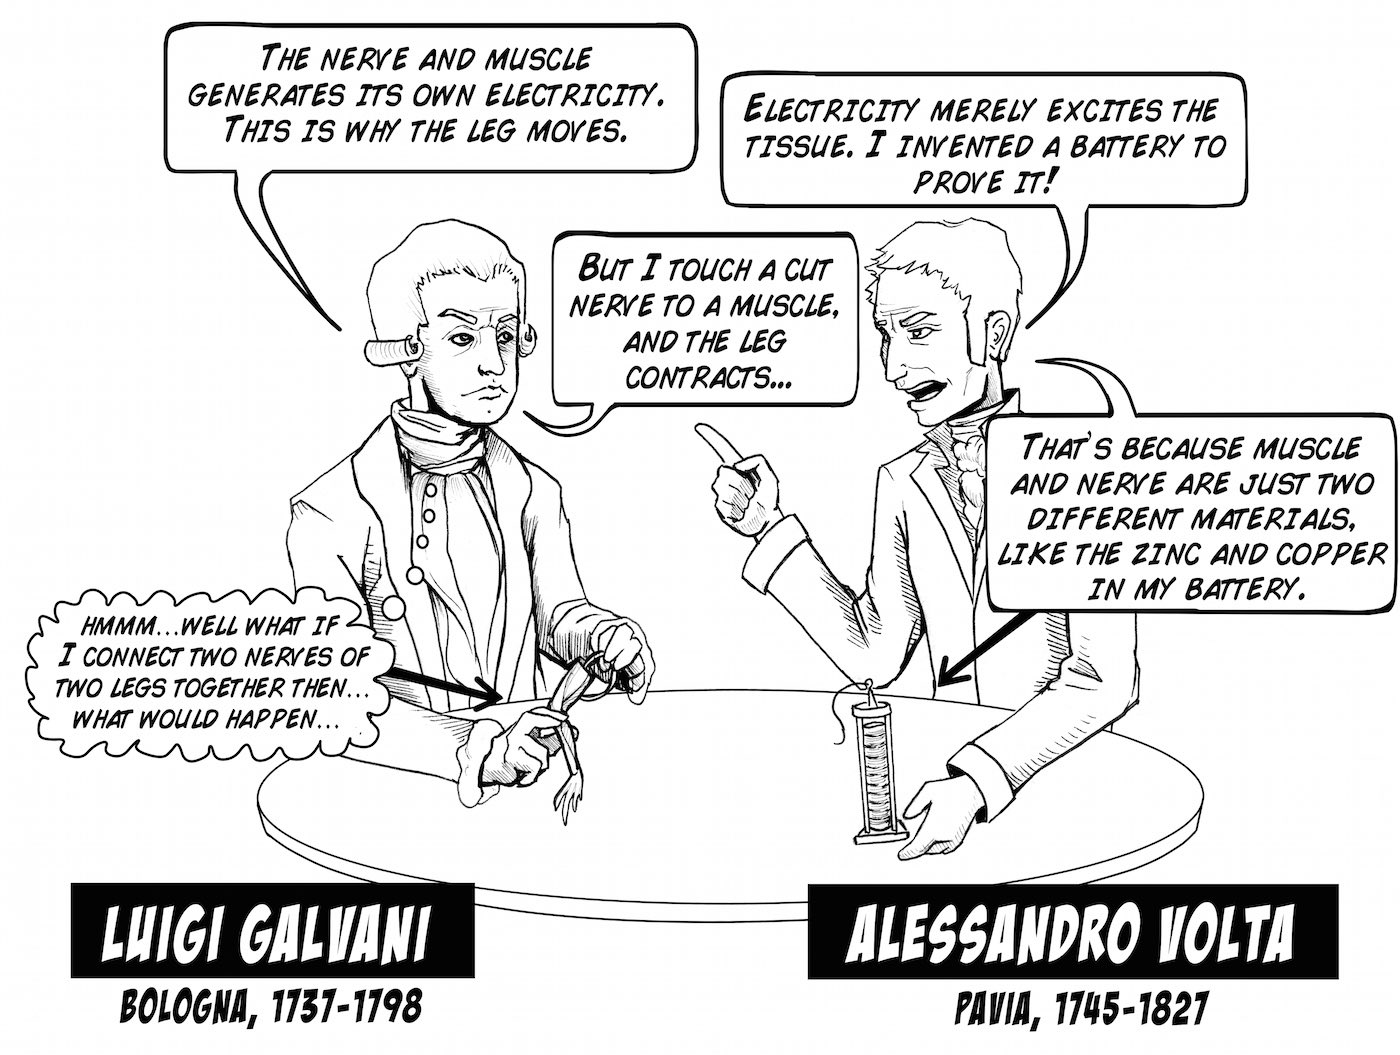 The nerve and muscle
generates its own electricity.
This is why the leg moves.
Electricity merely excites the
tissue. I invented a battery to
prove it!
But I touch a cut
nerve to a muscle,
and the leg
contracts...
That's because muscle
and nerve are just two
different materials,
like the zinc and copper
in my battery.
hmmm...well what if
I connect two nerves of
two legs together then...
what would happen...
LUIGI GALVANI
BOLOGNA, 1737-1798
ALESSANDRO VOLTA
PAVIA, 1745-1827